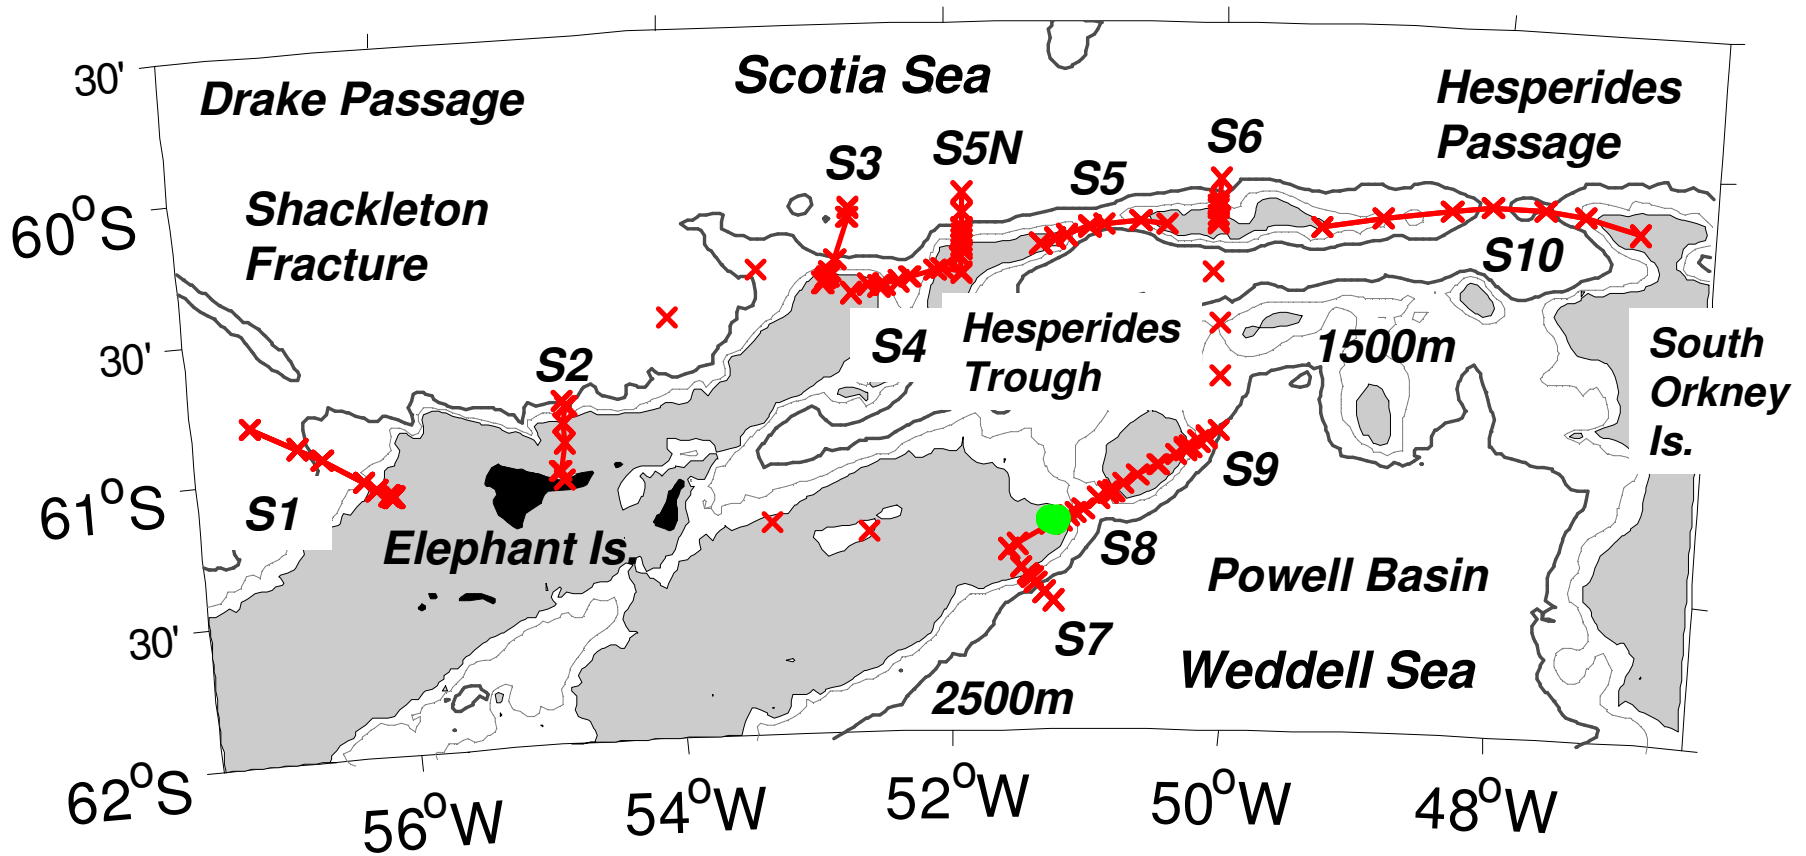 30'
Drake Passage
Scotia Sea
Hesperides
Passage
S3
S5N
S5
S6
60°S
Shackleton
Fracture
S10
30'
S2
S4
Hesperides
Trough
1500m
South
Orkney
Is.
61°S
S1
Elephant Is.
S9
S8
Powell Basin
30'
S7
Weddell Sea
2500m
62°S
56°W
54°W
52°W
50°W
48°W